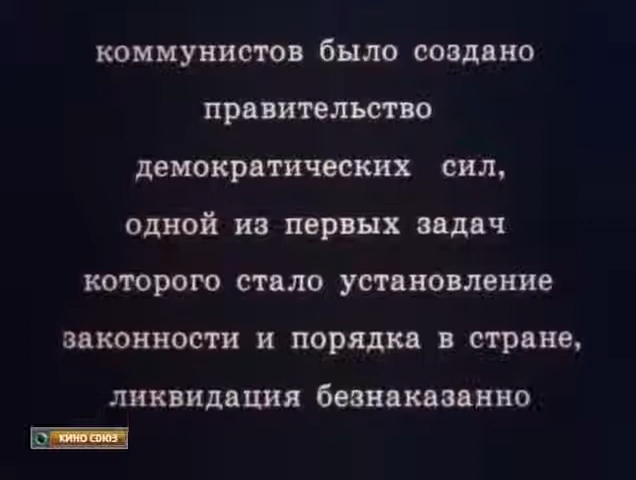 коммунистов было создано
правительство
демократических сил,
одной из первых задач
которого стало установление
законности и порядка в стране,
ликвидация безнаказанно
КИНО СОЮЗ